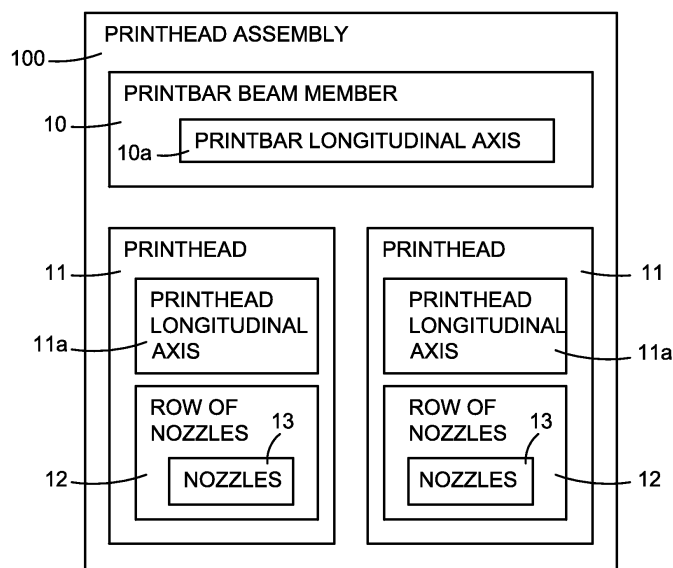 PRINTHEAD ASSEMBLY
100
PRINTBAR BEAM MEMBER
10
PRINTBAR LONGITUDINAL AXIS
10a
PRINTHEAD
11
PRINTHEAD
LONGITUDINAL
AXIS
11a
ROW OF
NOZZLES
13
NOZZLES
12
PRINTHEAD
11
PRINTHEAD
LONGITUDINAL
AXIS
11a
ROW OF
NOZZLES
13
NOZZLES
12